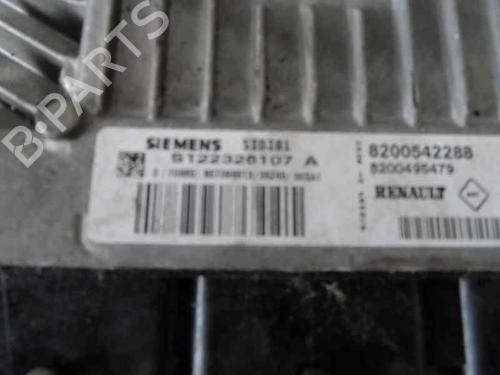 B-PARTS
SIEMENS SID301
S122326107 A
8200542288
8200495479
RENAULT